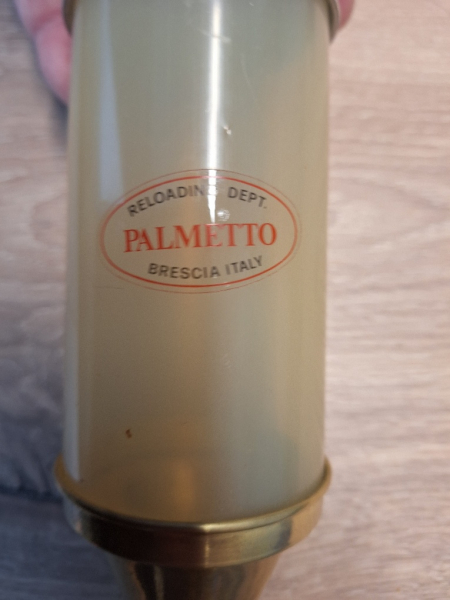 RELOADING DEPT.
PALMETTO
BRESCIA ITALY